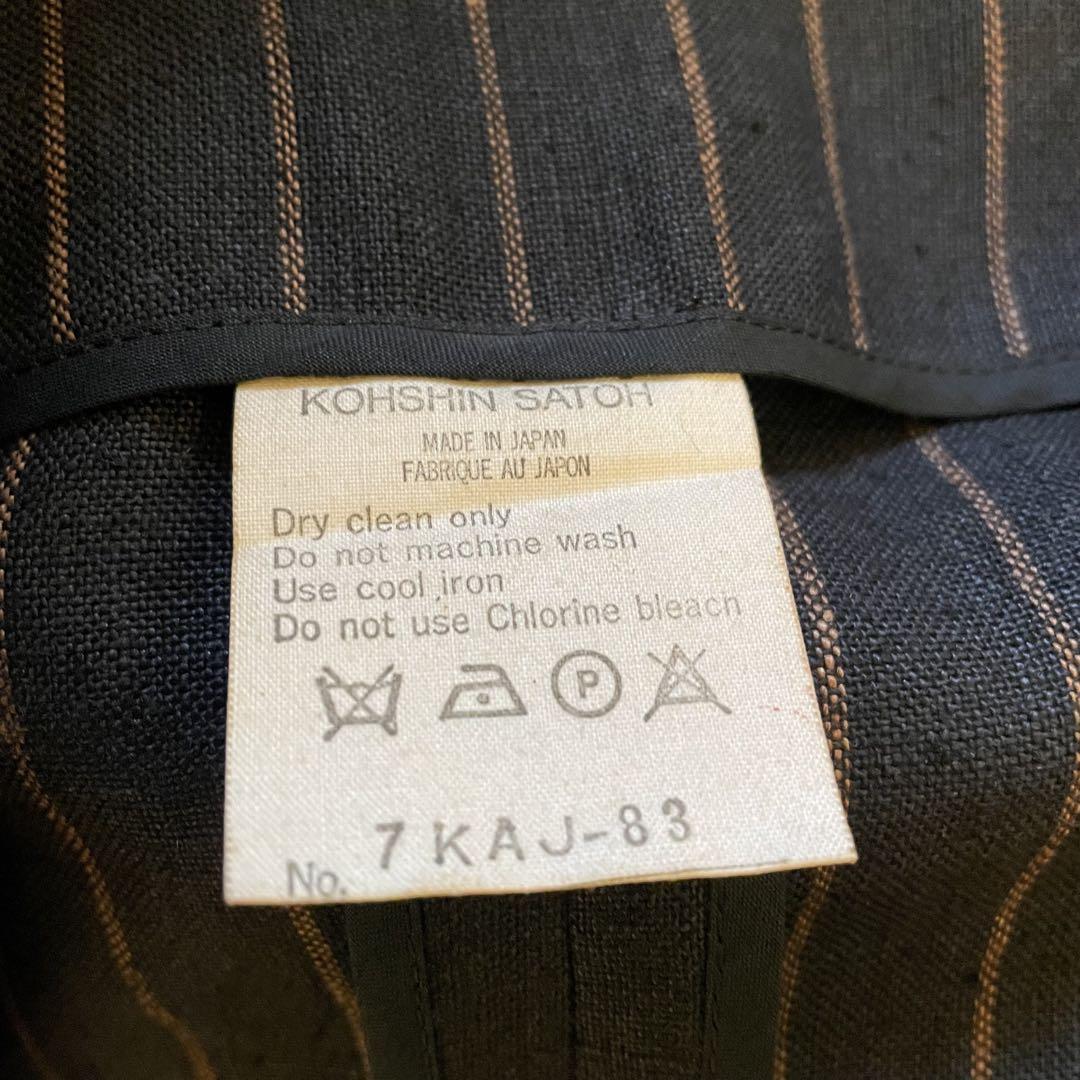 KOHSHIN SATOH
MADE IN JAPAN
FABRIQUE AU JAPON
Dry clean only
Do not machine wash
Use cool iron
Do not use Chlorine bleach
P
No. 7KAJ-83